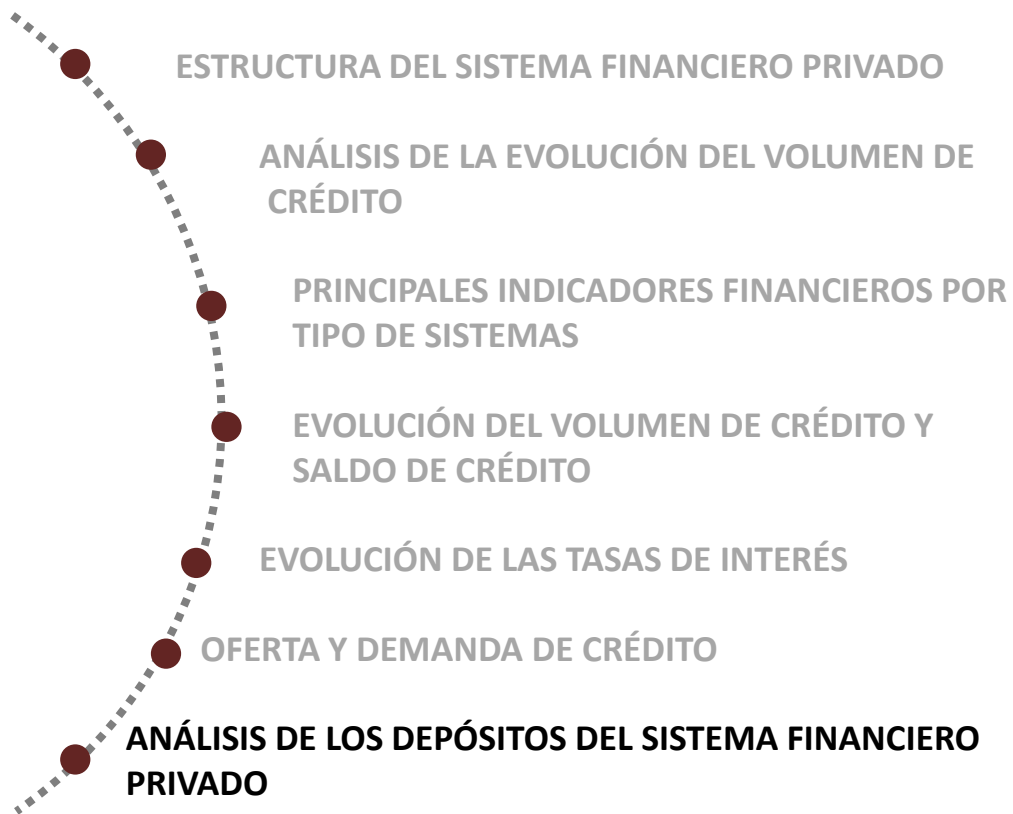 ESTRUCTURA DEL SISTEMA FINANCIERO PRIVADO
ANÁLISIS DE LA EVOLUCIÓN DEL VOLUMEN DE
CRÉDITO
PRINCIPALES INDICADORES FINANCIEROS POR
TIPO DE SISTEMAS
EVOLUCIÓN DEL VOLUMEN DE CRÉDITO Y
SALDO DE CRÉDITO
EVOLUCIÓN DE LAS TASAS DE INTERÉS
OFERTA Y DEMANDA DE CRÉDITO
ANÁLISIS DE LOS DEPÓSITOS DEL SISTEMA FINANCIERO
PRIVADO